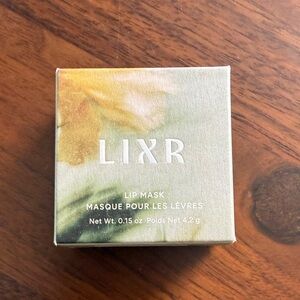 LIXR
LIP MASK
MASQUE POUR LES LÈVRES
Net Wt. 0.15 oz · Poids Net 4.2 g